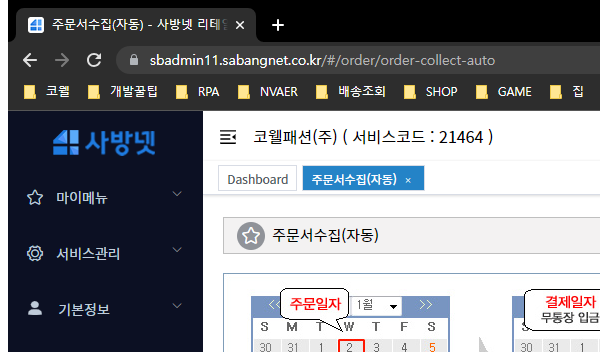 주문서수집(자동) - 사방넷 리테일
sbadmin11.sabangnet.co.kr/#/order/order-collect-auto
코웰 개발꿀팁 RPA NVAER 배송조회 SHOP GAME 집
사방넷
코웰패션(주) ( 서비스코드 : 21464 )
Dashboard 주문서수집(자동) ×
마이메뉴
서비스관리
기본정보
주문서수집(자동)
<< 주문일자 1월 >>
S M T W T F S
30 31 1 2 3 4 5
결제일자
무통장 입금
S M T
30 31 1